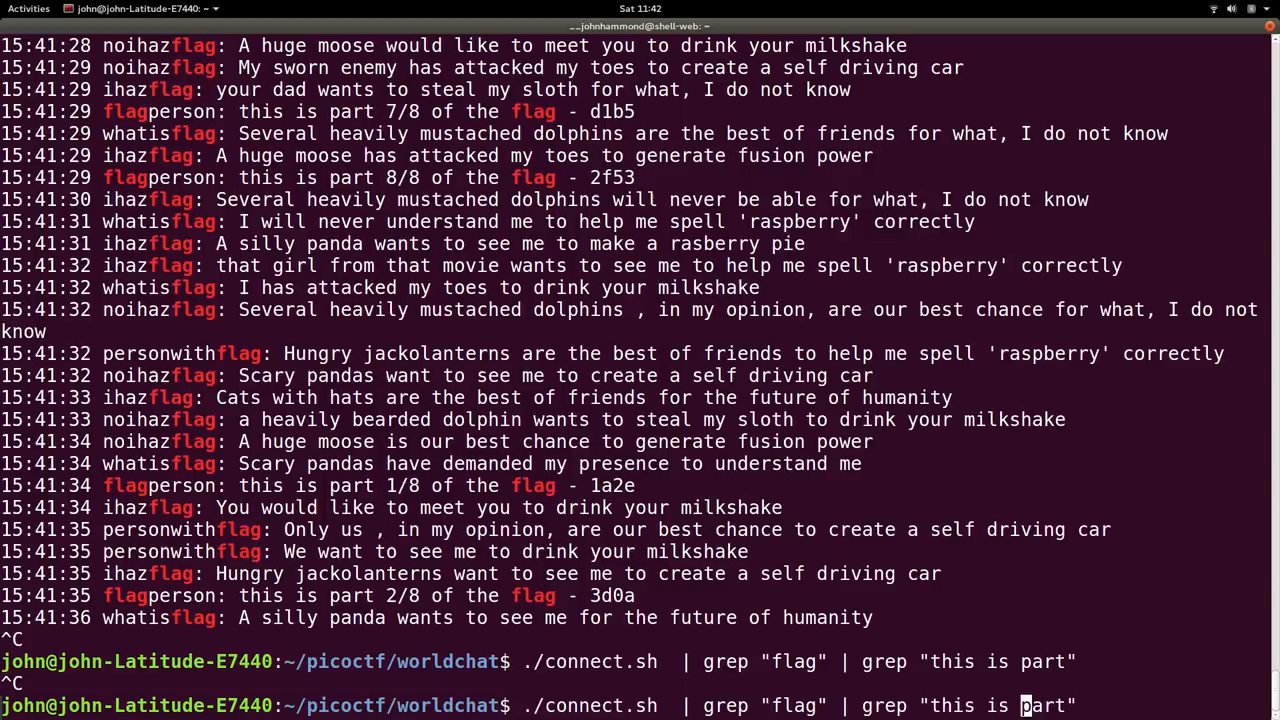 Activities john@john-Latitude-E7440: ~ Sat 11:42
__johnhammond@shell-web: ~
15:41:28 noihazflag: A huge moose would like to meet you to drink your milkshake
15:41:29 noihazflag: My sworn enemy has attacked my toes to create a self driving car
15:41:29 ihazflag: your dad wants to steal my sloth for what, I do not know
15:41:29 flagperson: this is part 7/8 of the flag - d1b5
15:41:29 whatisflag: Several heavily mustached dolphins are the best of friends for what, I do not know
15:41:29 ihazflag: A huge moose has attacked my toes to generate fusion power
15:41:29 flagperson: this is part 8/8 of the flag - 2f53
15:41:30 ihazflag: Several heavily mustached dolphins will never be able for what, I do not know
15:41:31 whatisflag: I will never understand me to help me spell 'raspberry' correctly
15:41:31 ihazflag: A silly panda wants to see me to make a rasberry pie
15:41:32 ihazflag: that girl from that movie wants to see me to help me spell 'raspberry' correctly
15:41:32 whatisflag: I has attacked my toes to drink your milkshake
15:41:32 noihazflag: Several heavily mustached dolphins , in my opinion, are our best chance for what, I do not
know
15:41:32 personwithflag: Hungry jackolanterns are the best of friends to help me spell 'raspberry' correctly
15:41:32 noihazflag: Scary pandas want to see me to create a self driving car
15:41:33 ihazflag: Cats with hats are the best of friends for the future of humanity
15:41:33 noihazflag: a heavily bearded dolphin wants to steal my sloth to drink your milkshake
15:41:34 noihazflag: A huge moose is our best chance to generate fusion power
15:41:34 whatisflag: Scary pandas have demanded my presence to understand me
15:41:34 flagperson: this is part 1/8 of the flag - 1a2e
15:41:34 ihazflag: You would like to meet you to drink your milkshake
15:41:35 personwithflag: Only us , in my opinion, are our best chance to create a self driving car
15:41:35 personwithflag: We want to see me to drink your milkshake
15:41:35 ihazflag: Hungry jackolanterns want to see me to create a self driving car
15:41:35 flagperson: this is part 2/8 of the flag - 3d0a
15:41:36 whatisflag: A silly panda wants to see me for the future of humanity
^C
john@john-Latitude-E7440:~/picoctf/worldchat$ ./connect.sh  | grep "flag" | grep "this is part"
^C
john@john-Latitude-E7440:~/picoctf/worldchat$ ./connect.sh  | grep "flag" | grep "this is part"